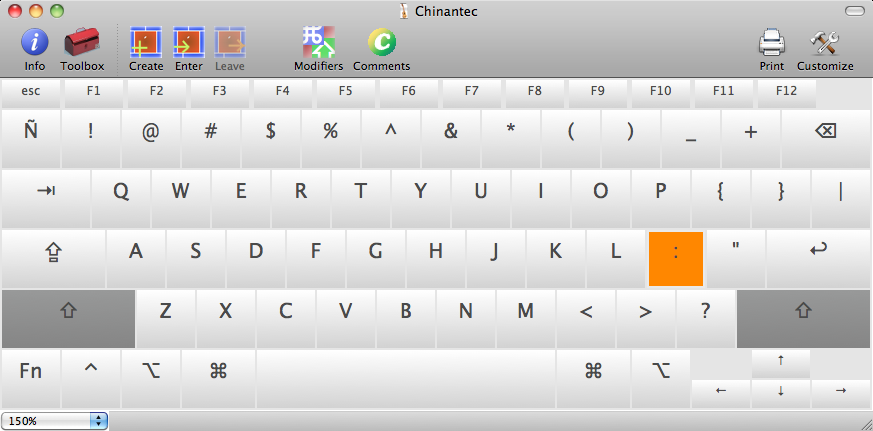 Chinantec
Info Toolbox Create Enter Leave Modifiers Comments Print Customize
esc F1 F2 F3 F4 F5 F6 F7 F8 F9 F10 F11 F12
Ñ ! @ # $ % ^ & * ( ) _ + ⌫
⇥ Q W E R T Y U I O P { } |
⇪ A S D F G H J K L : " ↩
⇧ Z X C V B N M < > ? ⇧
Fn ^ ⌥ ⌘ ⌘ ⌥ ← ↑ ↓ →
150%